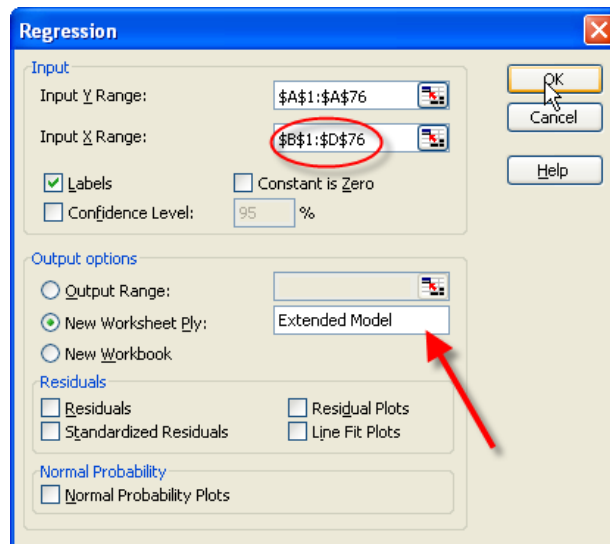 Regression
Input
Input Y Range: $A$1:$A$76
OK
Input X Range: $B$1:$D$76
Cancel
Labels
Constant is Zero
Help
Confidence Level: 95 %
Output options
Output Range:
New Worksheet Ply: Extended Model
New Workbook
Residuals
Residuals
Residual Plots
Standardized Residuals
Line Fit Plots
Normal Probability
Normal Probability Plots